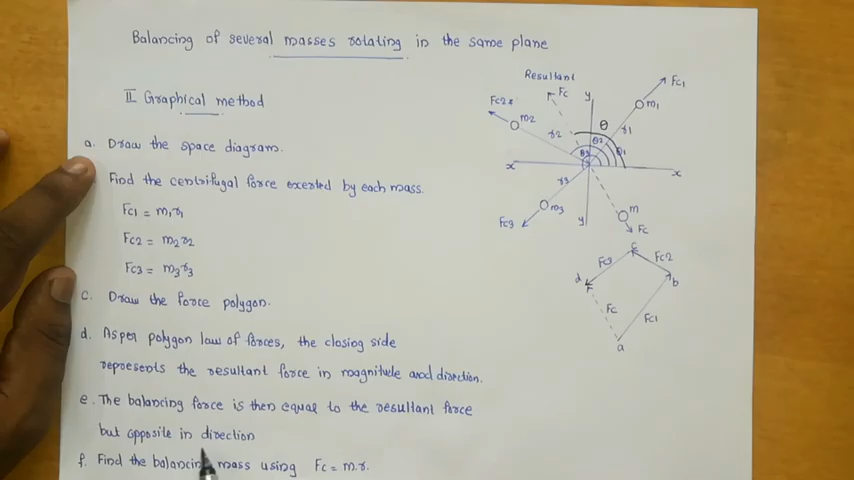 Balancing of several masses rotating in the same plane
II Graphical method
a. Draw the space diagram.
Find the centrifugal force exerted by each mass.
Fc1 = m1r1
Fc2 = m2r2
Fc3 = m3r3
c. Draw the force polygon.
d. As per polygon law of forces, the closing side
represents the resultant force in magnitude and direction.
e. The balancing force is then equal to the resultant force
but opposite in direction
f. Find the balancing mass using Fc = m.r.
Resultant
Fc
y
Fc1
Fc2
m2
m1
θ
r2
r1
θ2
θ3
θ1
x
x
r3
m3
m
Fc3
y
Fc
c
Fc3
Fc2
d
b
Fc
Fc1
a